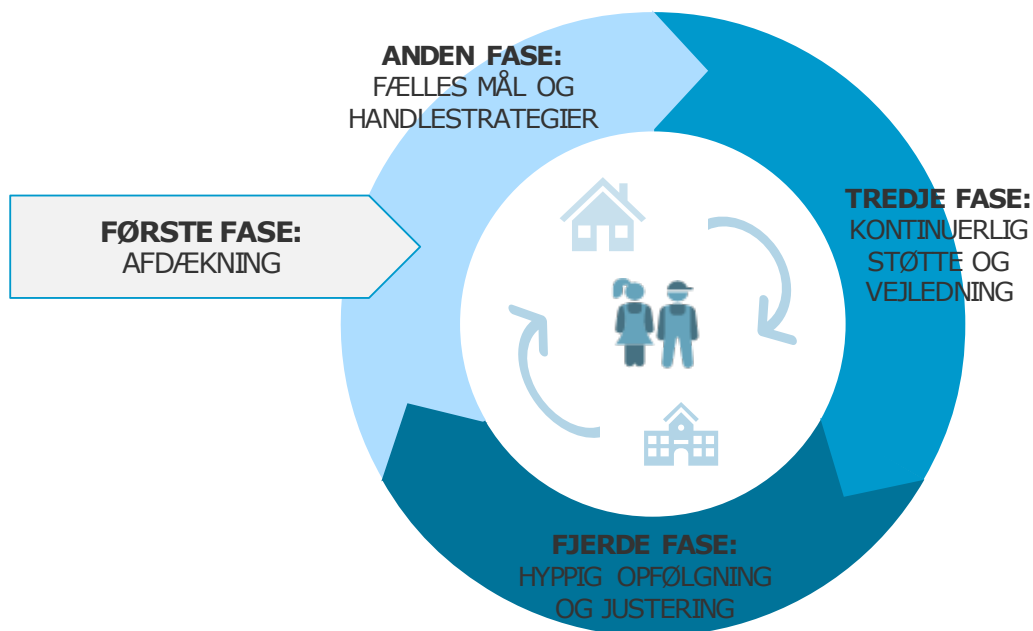 FØRSTE FASE:
AFDÆKNING
ANDEN FASE:
FÆLLES MÅL OG
HANDLESTRATEGIER
TREDJE FASE:
KONTINUERLIG
STØTTE OG
VEJLEDNING
FJERDE FASE:
HYPPIG OPFØLGNING
OG JUSTERING